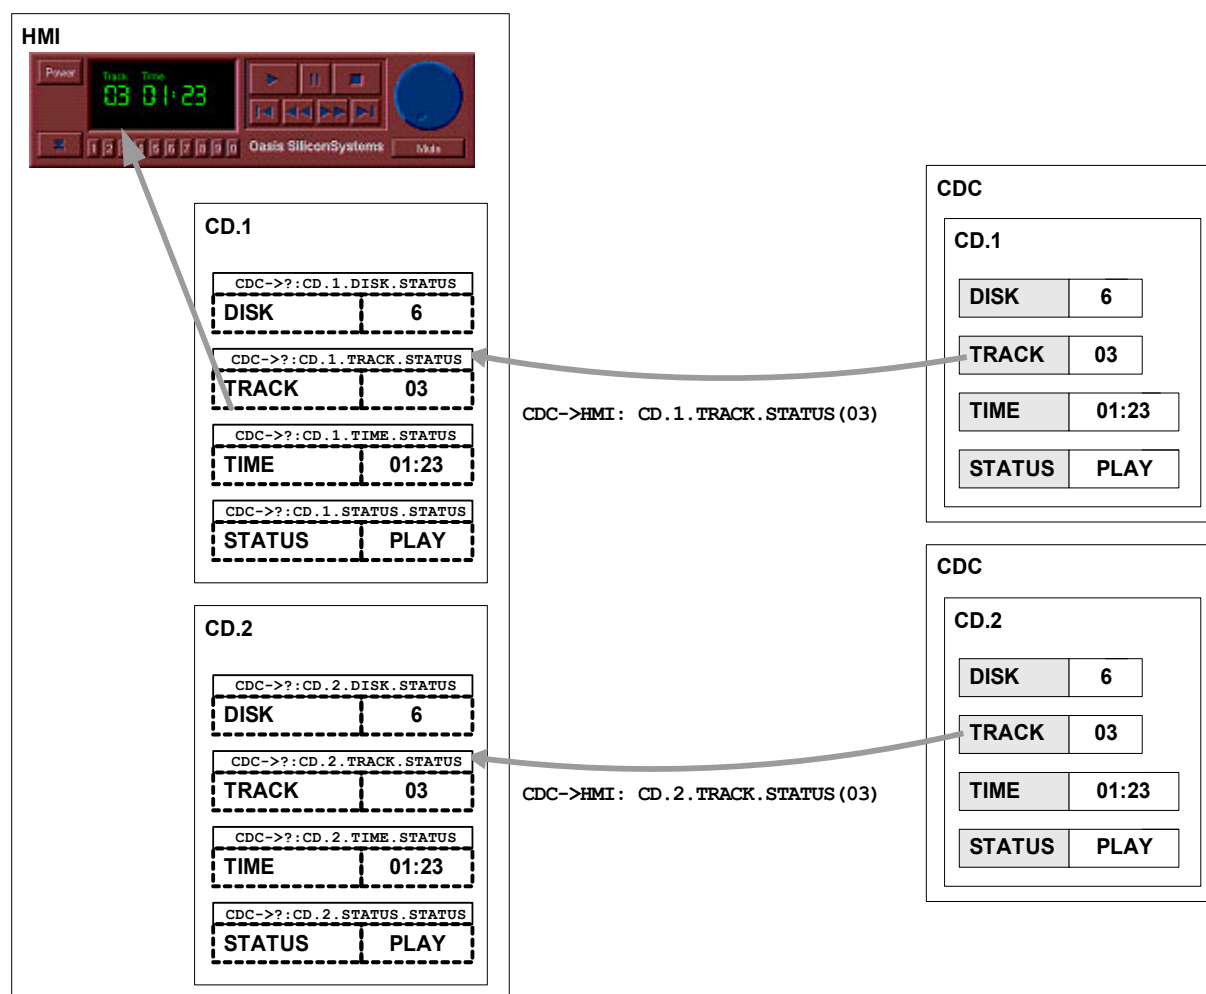 HMI
Power
Track Time
03 01:23
1 2 3 4 5 6 7 8 9 0
Oasis SiliconSystems
Mute
CD.1
CDC->?:CD.1.DISK.STATUS
DISK 6
CDC->?:CD.1.TRACK.STATUS
TRACK 03
CDC->?:CD.1.TIME.STATUS
TIME 01:23
CDC->?:CD.1.STATUS.STATUS
STATUS PLAY
CD.2
CDC->?:CD.2.DISK.STATUS
DISK 6
CDC->?:CD.2.TRACK.STATUS
TRACK 03
CDC->?:CD.2.TIME.STATUS
TIME 01:23
CDC->?:CD.2.STATUS.STATUS
STATUS PLAY
CDC->HMI: CD.1.TRACK.STATUS(03)
CDC->HMI: CD.2.TRACK.STATUS(03)
CDC
CD.1
DISK 6
TRACK 03
TIME 01:23
STATUS PLAY
CDC
CD.2
DISK 6
TRACK 03
TIME 01:23
STATUS PLAY